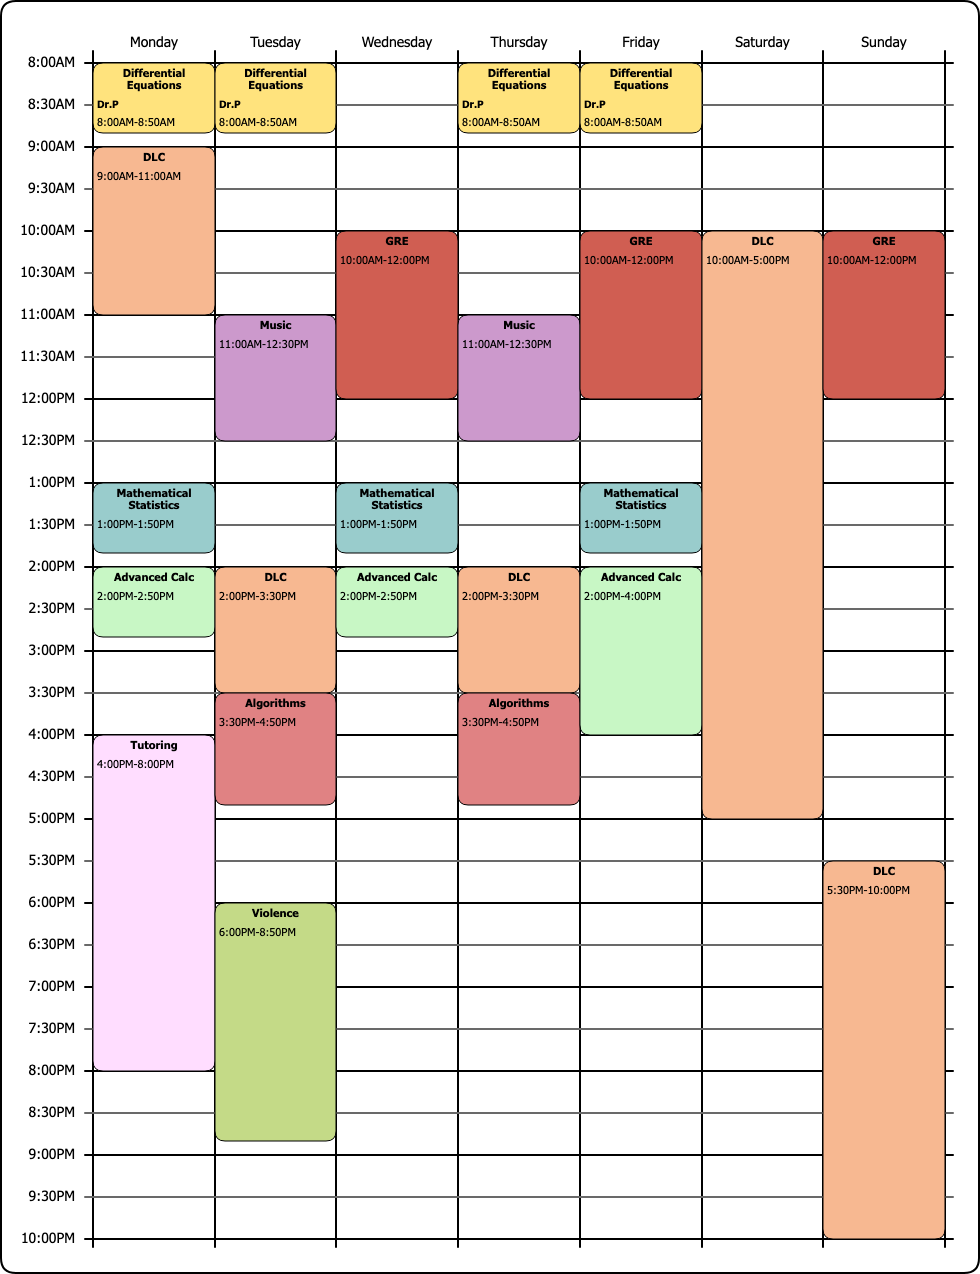 Monday Tuesday Wednesday Thursday Friday Saturday Sunday
8:00AM
Differential Equations
Dr.P
8:00AM-8:50AM
Differential Equations
Dr.P
8:00AM-8:50AM
Differential Equations
Dr.P
8:00AM-8:50AM
Differential Equations
Dr.P
8:00AM-8:50AM
8:30AM
9:00AM
DLC
9:00AM-11:00AM
9:30AM
10:00AM
GRE
10:00AM-12:00PM
GRE
10:00AM-12:00PM
DLC
10:00AM-5:00PM
GRE
10:00AM-12:00PM
10:30AM
11:00AM
Music
11:00AM-12:30PM
Music
11:00AM-12:30PM
11:30AM
12:00PM
12:30PM
1:00PM
Mathematical Statistics
1:00PM-1:50PM
Mathematical Statistics
1:00PM-1:50PM
Mathematical Statistics
1:00PM-1:50PM
1:30PM
2:00PM
Advanced Calc
2:00PM-2:50PM
DLC
2:00PM-3:30PM
Advanced Calc
2:00PM-2:50PM
DLC
2:00PM-3:30PM
Advanced Calc
2:00PM-4:00PM
2:30PM
3:00PM
3:30PM
Algorithms
3:30PM-4:50PM
Algorithms
3:30PM-4:50PM
4:00PM
Tutoring
4:00PM-8:00PM
4:30PM
5:00PM
5:30PM
DLC
5:30PM-10:00PM
6:00PM
Violence
6:00PM-8:50PM
6:30PM
7:00PM
7:30PM
8:00PM
8:30PM
9:00PM
9:30PM
10:00PM